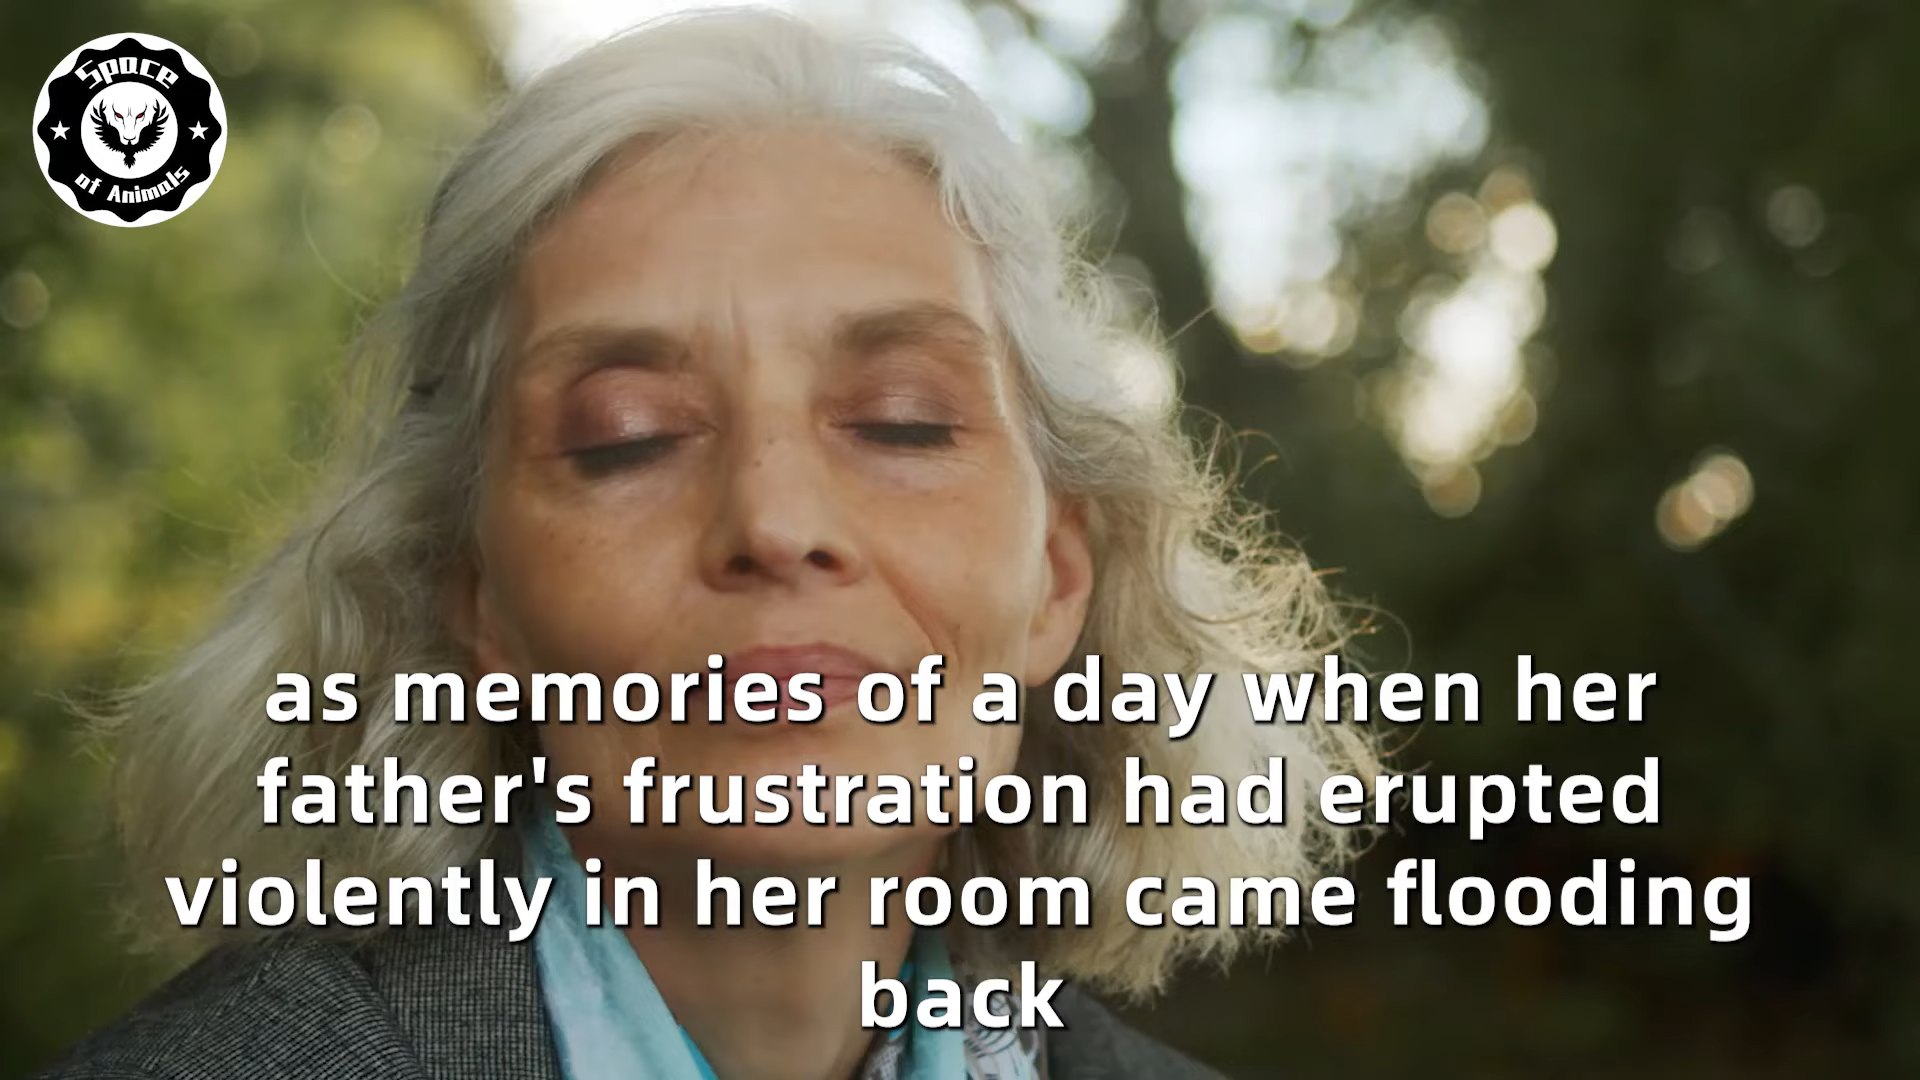 Space
of Animals
as memories of a day when her
father's frustration had erupted
violently in her room came flooding
back